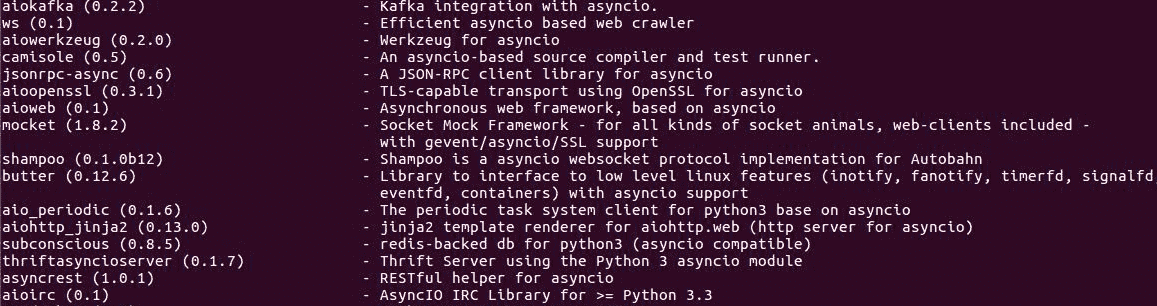 aiokafka (0.2.2) - Kafka integration with asyncio.
ws (0.1) - Efficient asyncio based web crawler
aiowerkzeug (0.2.0) - Werkzeug for asyncio
camisole (0.5) - An asyncio-based source compiler and test runner.
jsonrpc-async (0.6) - A JSON-RPC client library for asyncio
aioopenssl (0.3.1) - TLS-capable transport using OpenSSL for asyncio
aioweb (0.1) - Asynchronous web framework, based on asyncio
mocket (1.8.2) - Socket Mock Framework - for all kinds of socket animals, web-clients included -
with gevent/asyncio/SSL support
shampoo (0.1.0b12) - Shampoo is a asyncio websocket protocol implementation for Autobahn
butter (0.12.6) - Library to interface to low level linux features (inotify, fanotify, timerfd, signalfd,
eventfd, containers) with asyncio support
aio_periodic (0.1.6) - The periodic task system client for python3 base on asyncio
aiohttp_jinja2 (0.13.0) - jinja2 template renderer for aiohttp.web (http server for asyncio)
subconscious (0.8.5) - redis-backed db for python3 (asyncio compatible)
thriftasyncioserver (0.1.7) - Thrift Server using the Python 3 asyncio module
asyncrest (1.0.1) - RESTful helper for asyncio
aioirc (0.1) - AsyncIO IRC Library for >= Python 3.3